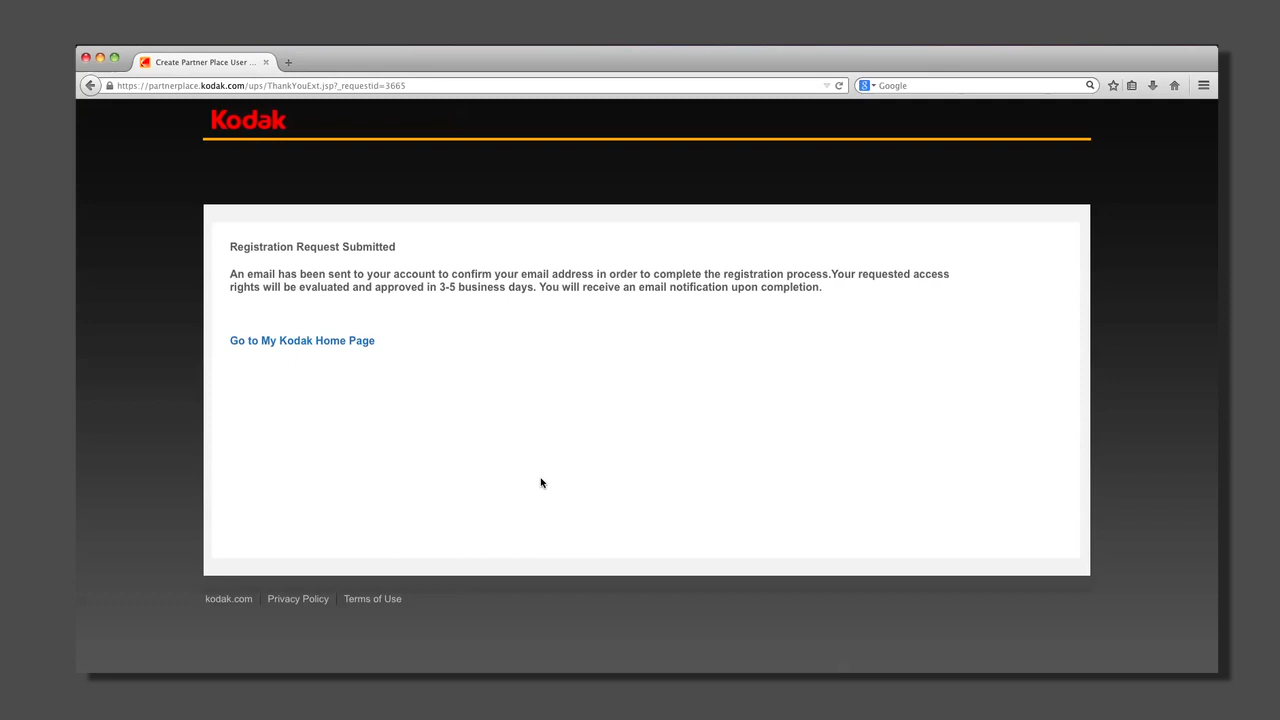 Create Partner Place User ...
https://partnerplace.kodak.com/ups/ThankYouExt.jsp?_requestid=3665
Google
Kodak
Registration Request Submitted
An email has been sent to your account to confirm your email address in order to complete the registration process.Your requested access
rights will be evaluated and approved in 3-5 business days. You will receive an email notification upon completion.
Go to My Kodak Home Page
kodak.com | Privacy Policy | Terms of Use